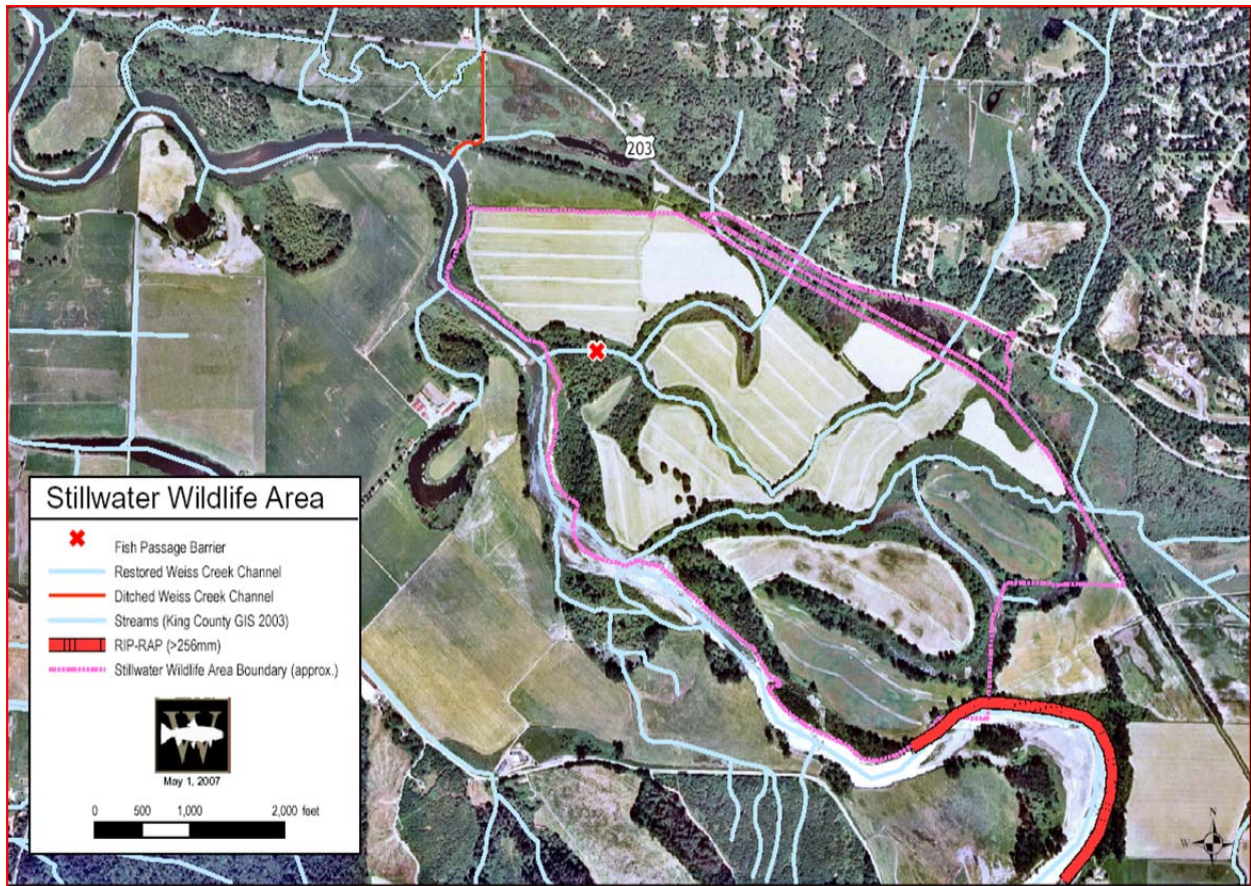 203
Stillwater Wildlife Area
Fish Passage Barrier
Restored Weiss Creek Channel
Ditched Weiss Creek Channel
Streams (King County GIS 2003)
RIP-RAP (>256mm)
Stillwater Wildlife Area Boundary (approx.)
W
May 1, 2007
0 500 1,000 2,000 feet
N
W